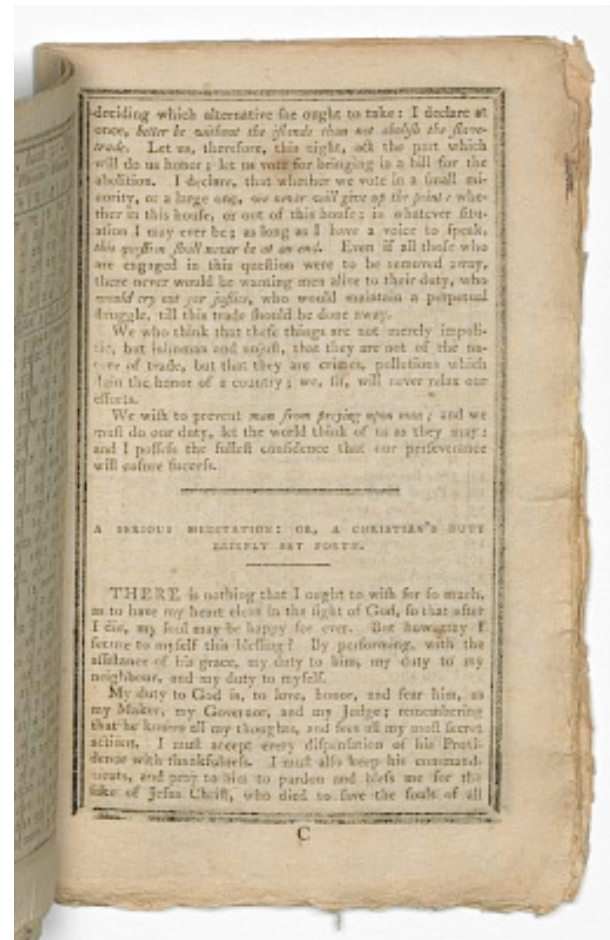 deciding which alternative ſhe ought to take: I declare at
once, better be without the iſlands than not aboliſh the ſlave-
trade. Let us, therefore, this night, act the part which
will do us honor; let us vote for bringing in a bill for the
abolition. I declare, that whether we vote in a ſmall mi-
nority, or a large one, we never will give up the point: whe-
ther in this houſe, or out of this houſe; in whatever ſitu-
ation I may ever be; as long as I have a voice to ſpeak,
this queſtion ſhall never be at an end. Even if all thoſe who
are engaged in this queſtion were to be removed away,
there never would be wanting men alive to their duty, who
would cry out for juſtice, who would maintain a perpetual
ſtruggle, till this trade ſhould be done away.
We who think that theſe things are not merely impoli-
tic, but inhuman and unjuſt, that they are not of the na-
ture of trade, but that they are crimes, pollutions which
ſtain the honor of a country; we, ſir, will never relax our
efforts.
We wiſh to prevent man from preying upon man; and we
muſt do our duty, let the world think of us as they may:
and I poſſeſs the fulleſt confidence that our perſeverance
will enſure ſucceſs.
A SERIOUS MEDITATION: OR, A CHRISTIAN'S DUTY
BRIEFLY SET FORTH.
THERE is nothing that I ought to wiſh for ſo much,
as to have my heart clean in the ſight of God, ſo that after
I die, my ſoul may be happy for ever. But how may I
ſecure to myſelf this bleſſing? By performing, with the
aſſiſtance of his grace, my duty to him, my duty to my
neighbour, and my duty to myſelf.
My duty to God is, to love, honor, and fear him, as
my Maker, my Governor, and my Judge; remembering
that he knows all my thoughts, and ſees all my moſt ſecret
actions. I muſt accept every diſpenſation of his Provi-
dence with thankfulneſs. I muſt alſo keep his command-
ments, and pray to him to pardon and bleſs me for the
ſake of Jeſus Chriſt, who died to ſave the ſouls of all
C